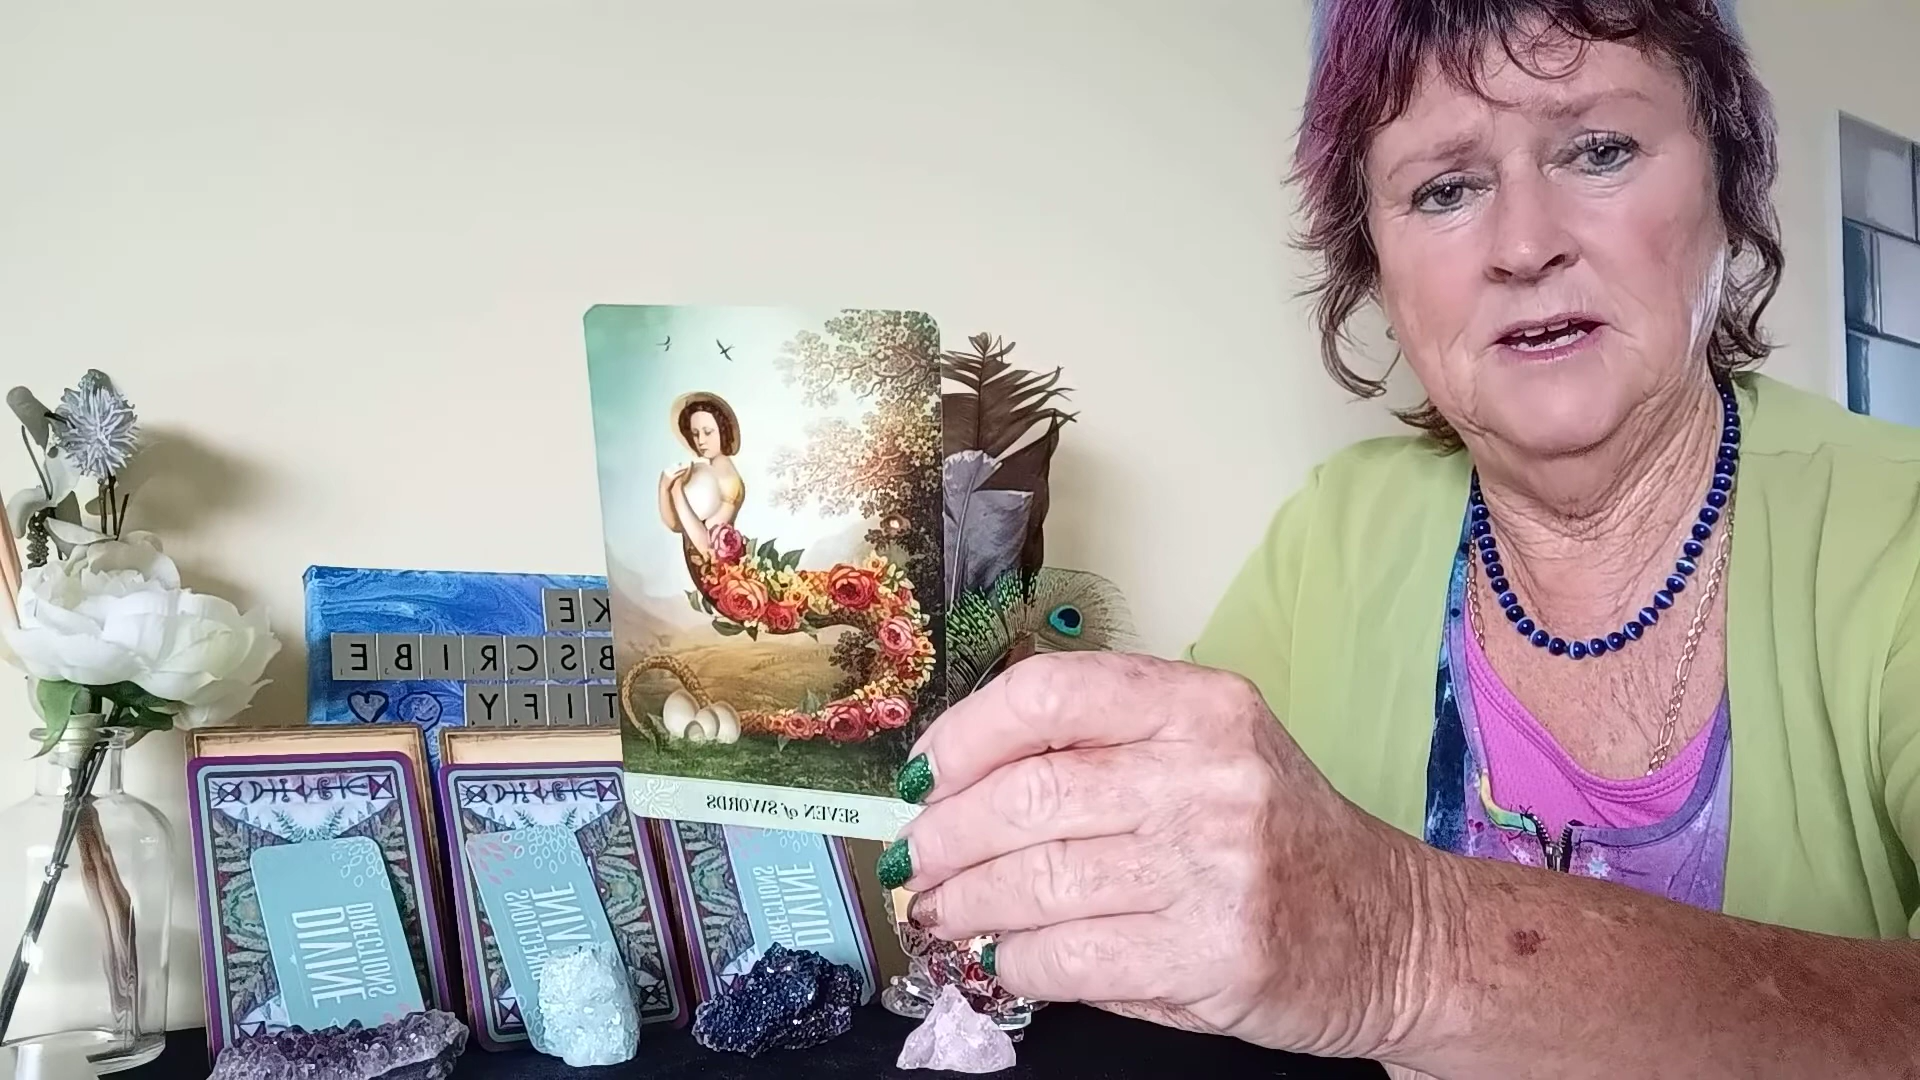 KE
BSCRIBE
TIFY
SEVEN of SWORDS
DIVINE
DIRECTIONS
DIVINE
DIRECTIONS
DIVINE
DIRECTIONS